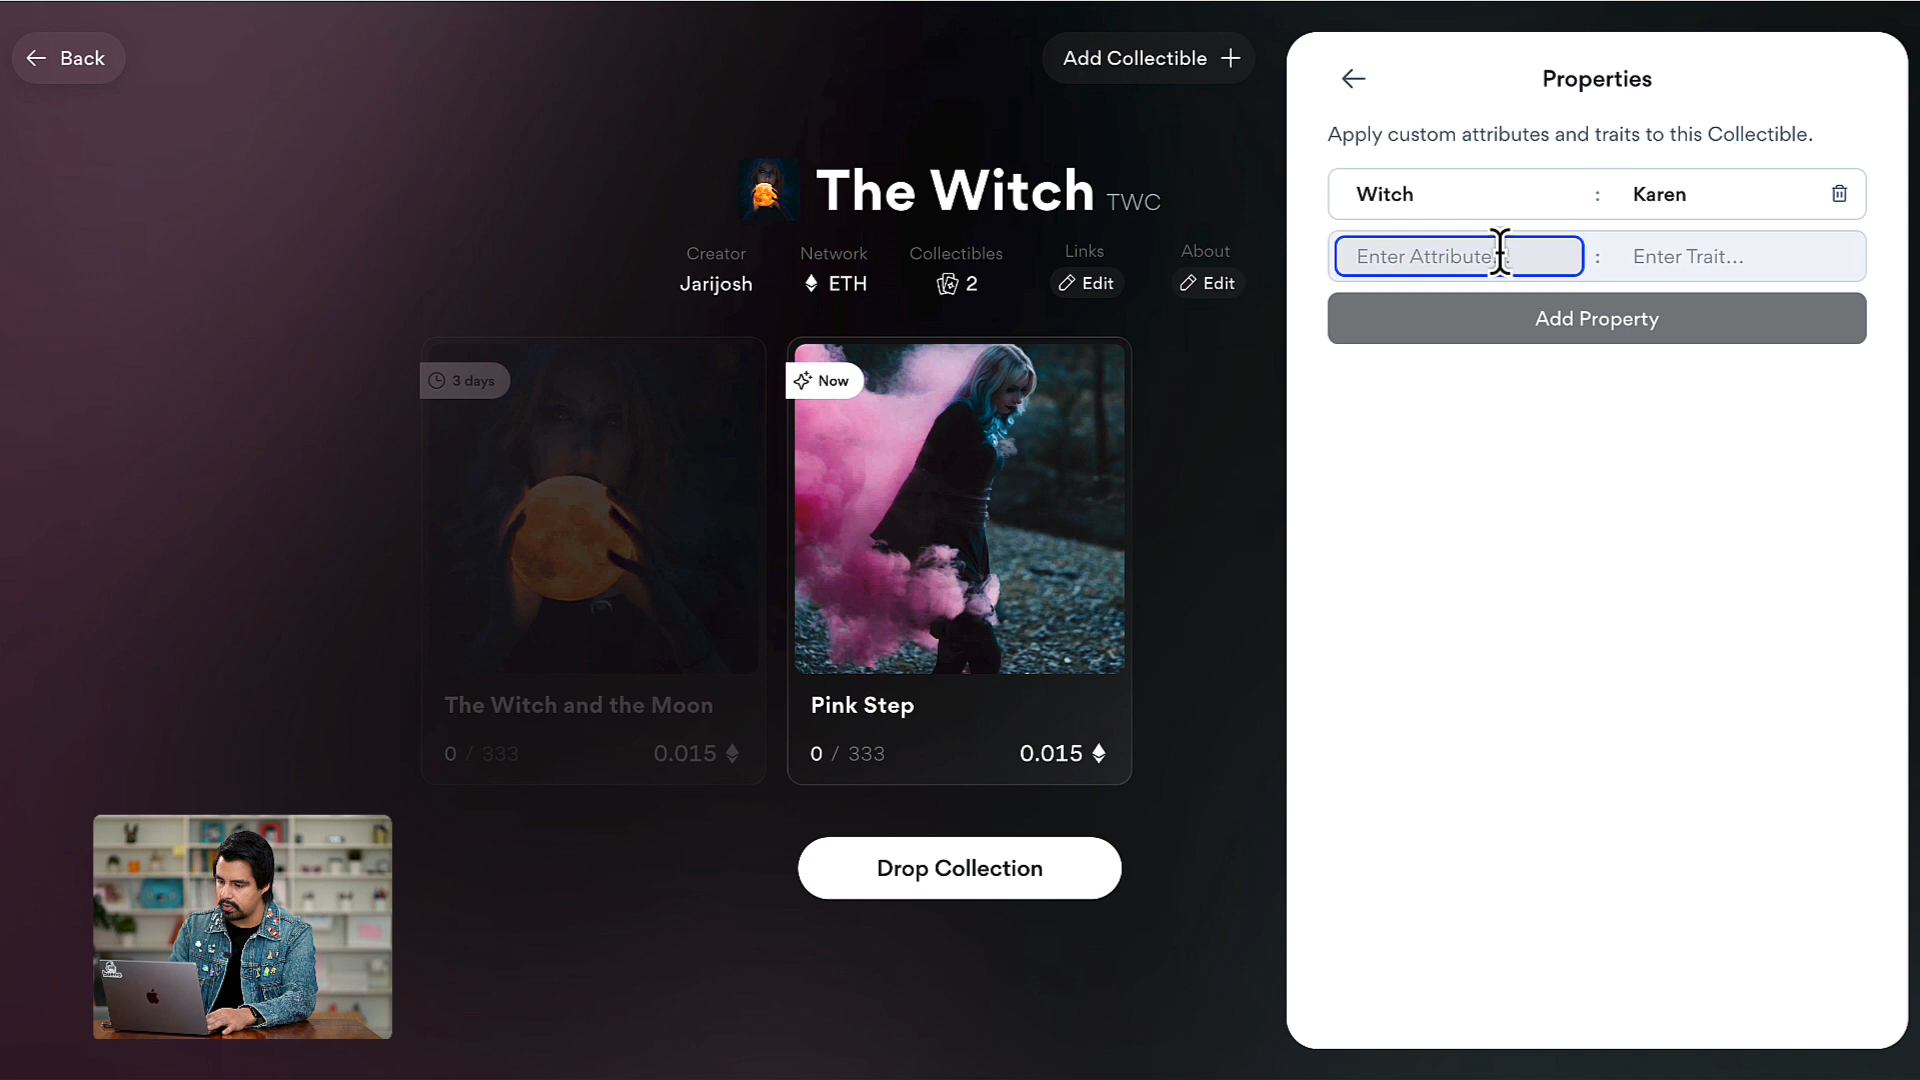 Back
Add Collectible
The Witch TWC
Creator
Jarijosh
Network
ETH
Collectibles
2
Links
Edit
About
Edit
3 days
The Witch and the Moon
0 / 333
0.015
Now
Pink Step
0 / 333
0.015
Drop Collection
Properties
Apply custom attributes and traits to this Collectible.
Witch : Karen
Enter Attribute... : Enter Trait...
Add Property